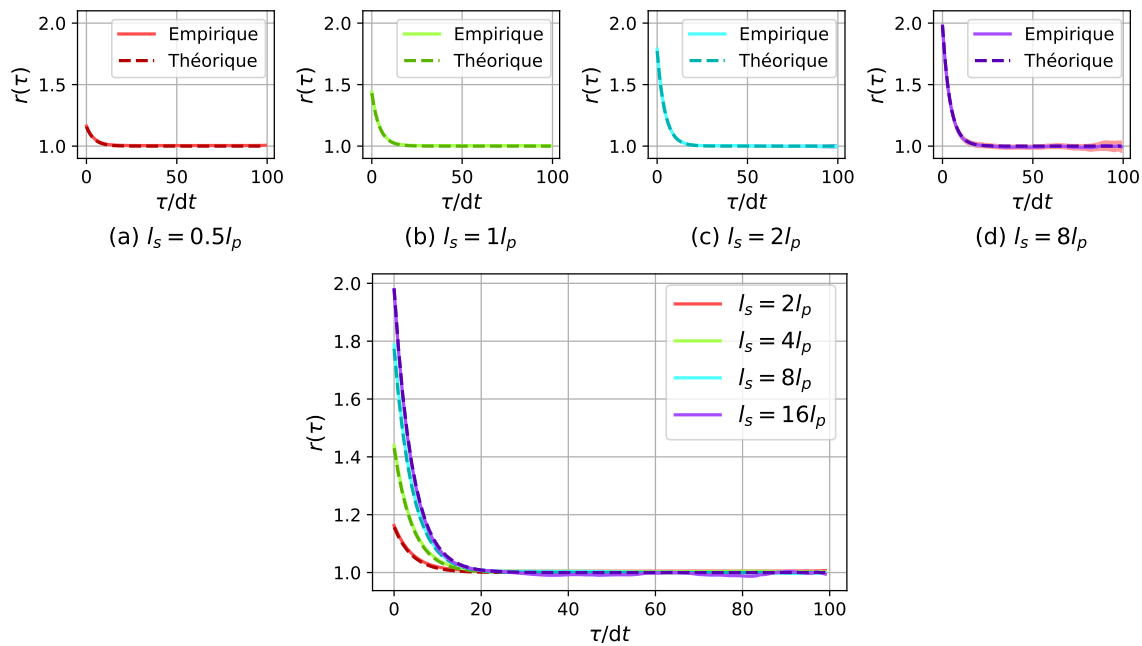 2.0
1.5
1.0
r(τ)
Empirique
Théorique
0 50 100
τ/dt
(a) l_s = 0.5l_p
2.0
1.5
1.0
r(τ)
Empirique
Théorique
0 50 100
τ/dt
(b) l_s = 1l_p
2.0
1.5
1.0
r(τ)
Empirique
Théorique
0 50 100
τ/dt
(c) l_s = 2l_p
2.0
1.5
1.0
r(τ)
Empirique
Théorique
0 50 100
τ/dt
(d) l_s = 8l_p
2.0
1.8
1.6
1.4
1.2
1.0
r(τ)
l_s = 2l_p
l_s = 4l_p
l_s = 8l_p
l_s = 16l_p
0 20 40 60 80 100
τ/dt